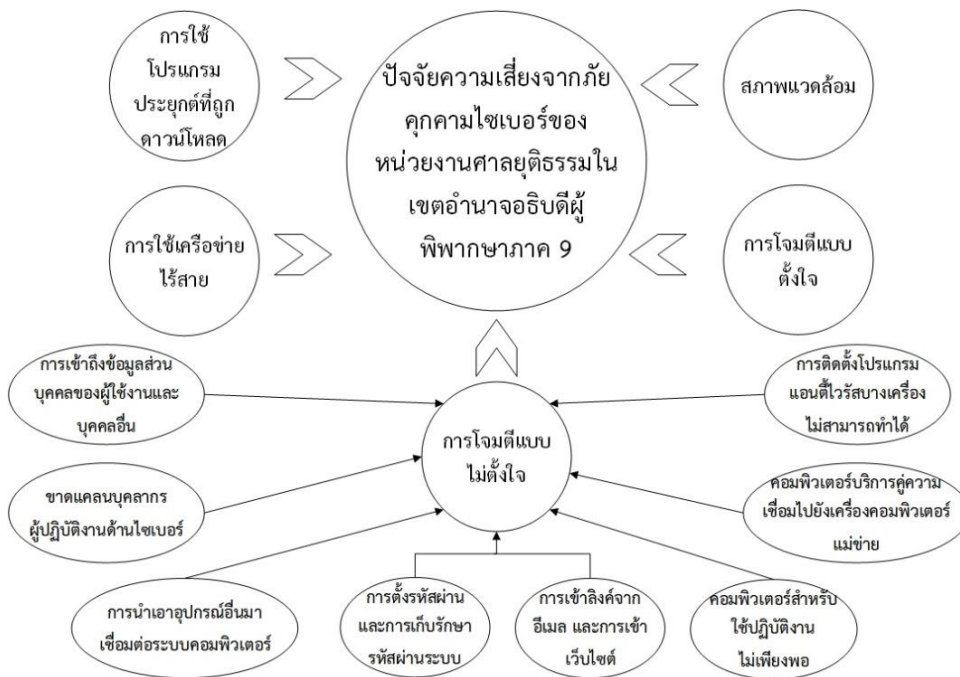 การใช้
โปรแกรม
ประยุกต์ที่ถูก
ดาวน์โหลด
ปัจจัยความเสี่ยงจากภัย
คุกคามไซเบอร์ของ
หน่วยงานศาลยุติธรรมใน
เขตอำนาจอธิบดีผู้
พิพากษาภาค 9
สภาพแวดล้อม
การใช้เครือข่าย
ไร้สาย
การโจมตีแบบ
ตั้งใจ
การเข้าถึงข้อมูลส่วน
บุคคลของผู้ใช้งานและ
บุคคลอื่น
การโจมตีแบบ
ไม่ตั้งใจ
การติดตั้งโปรแกรม
แอนตี้ไวรัสบางเครื่อง
ไม่สามารถทำได้
ขาดแคลนบุคลากร
ผู้ปฏิบัติงานด้านไซเบอร์
คอมพิวเตอร์บริการคู่ความ
เชื่อมไปยังเครื่องคอมพิวเตอร์
แม่ข่าย
การนำเอาอุปกรณ์อื่นมา
เชื่อมต่อระบบคอมพิวเตอร์
การตั้งรหัสผ่าน
และการเก็บรักษา
รหัสผ่านระบบ
การเข้าลิงค์จาก
อีเมล และการเข้า
เว็บไซต์
คอมพิวเตอร์สำหรับ
ใช้ปฏิบัติงาน
ไม่เพียงพอ